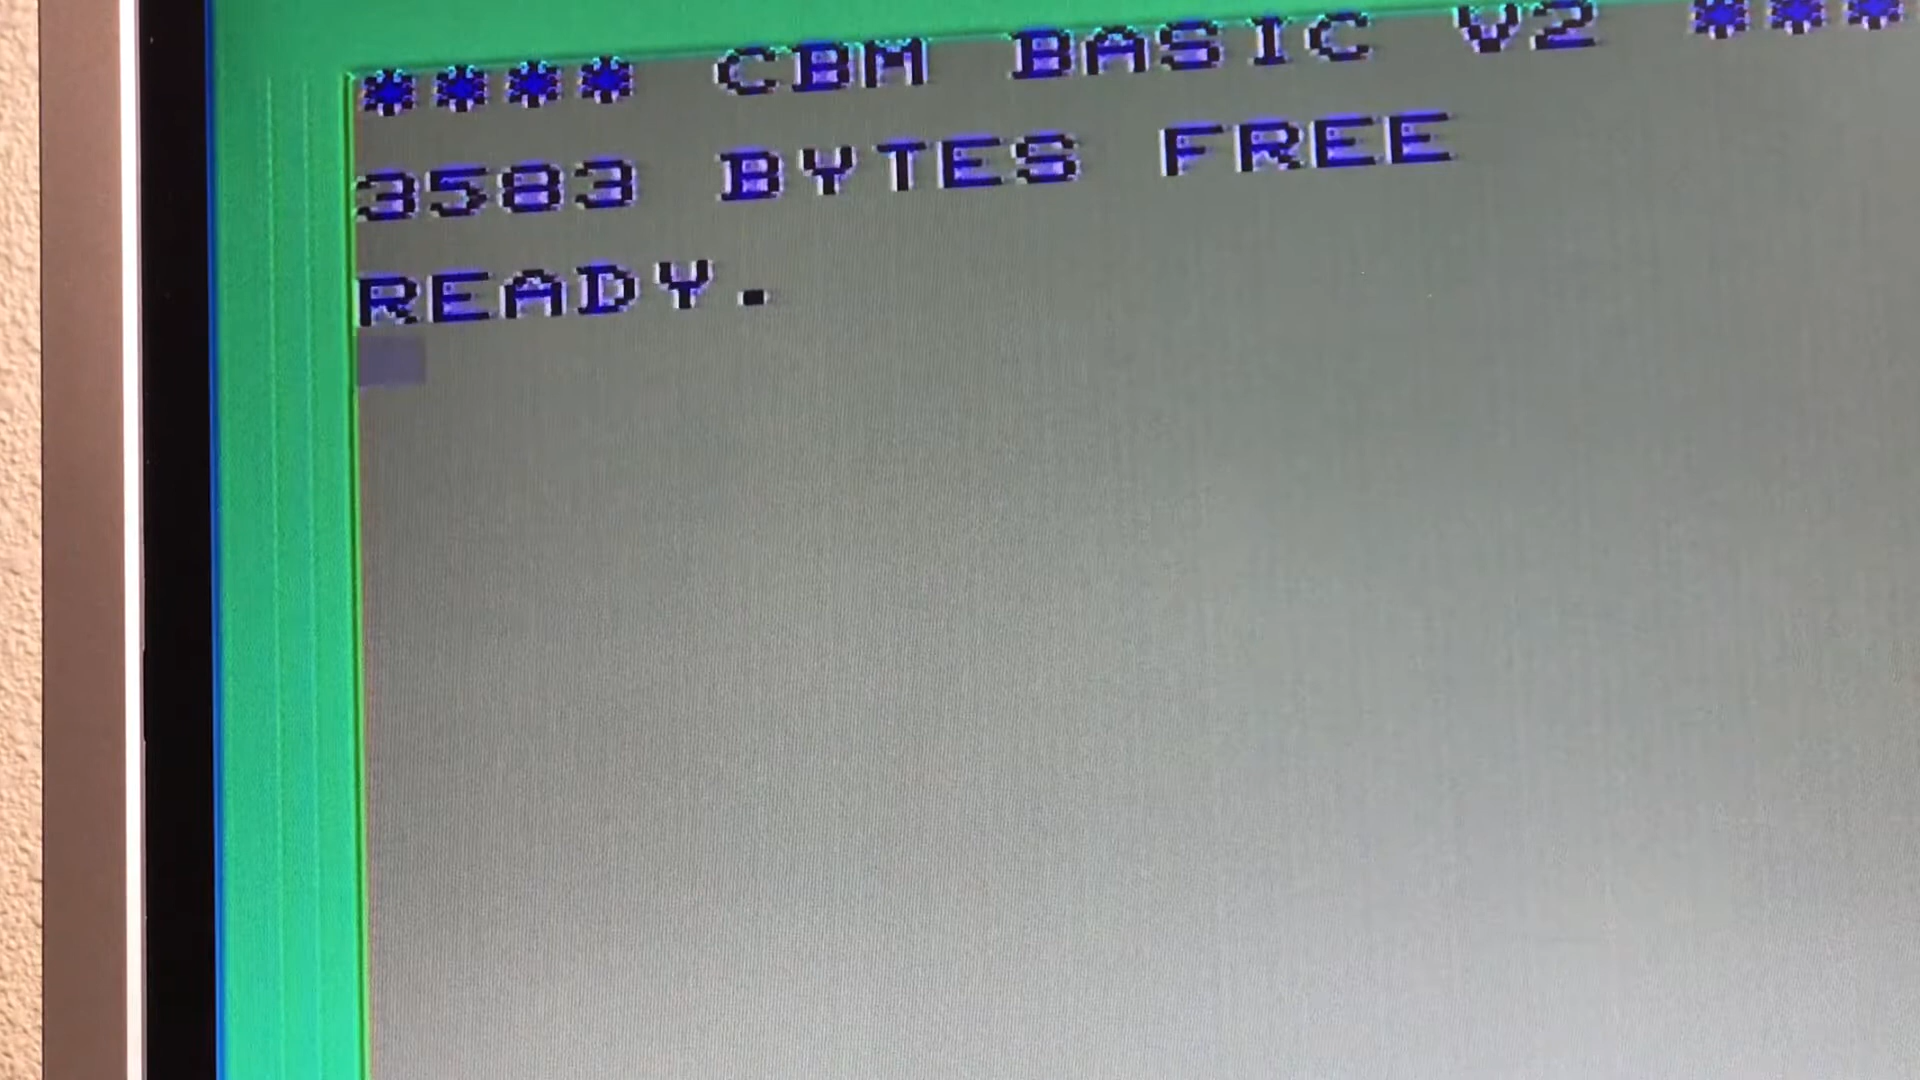 **** CBM BASIC V2 ***
3583 BYTES FREE
READY.